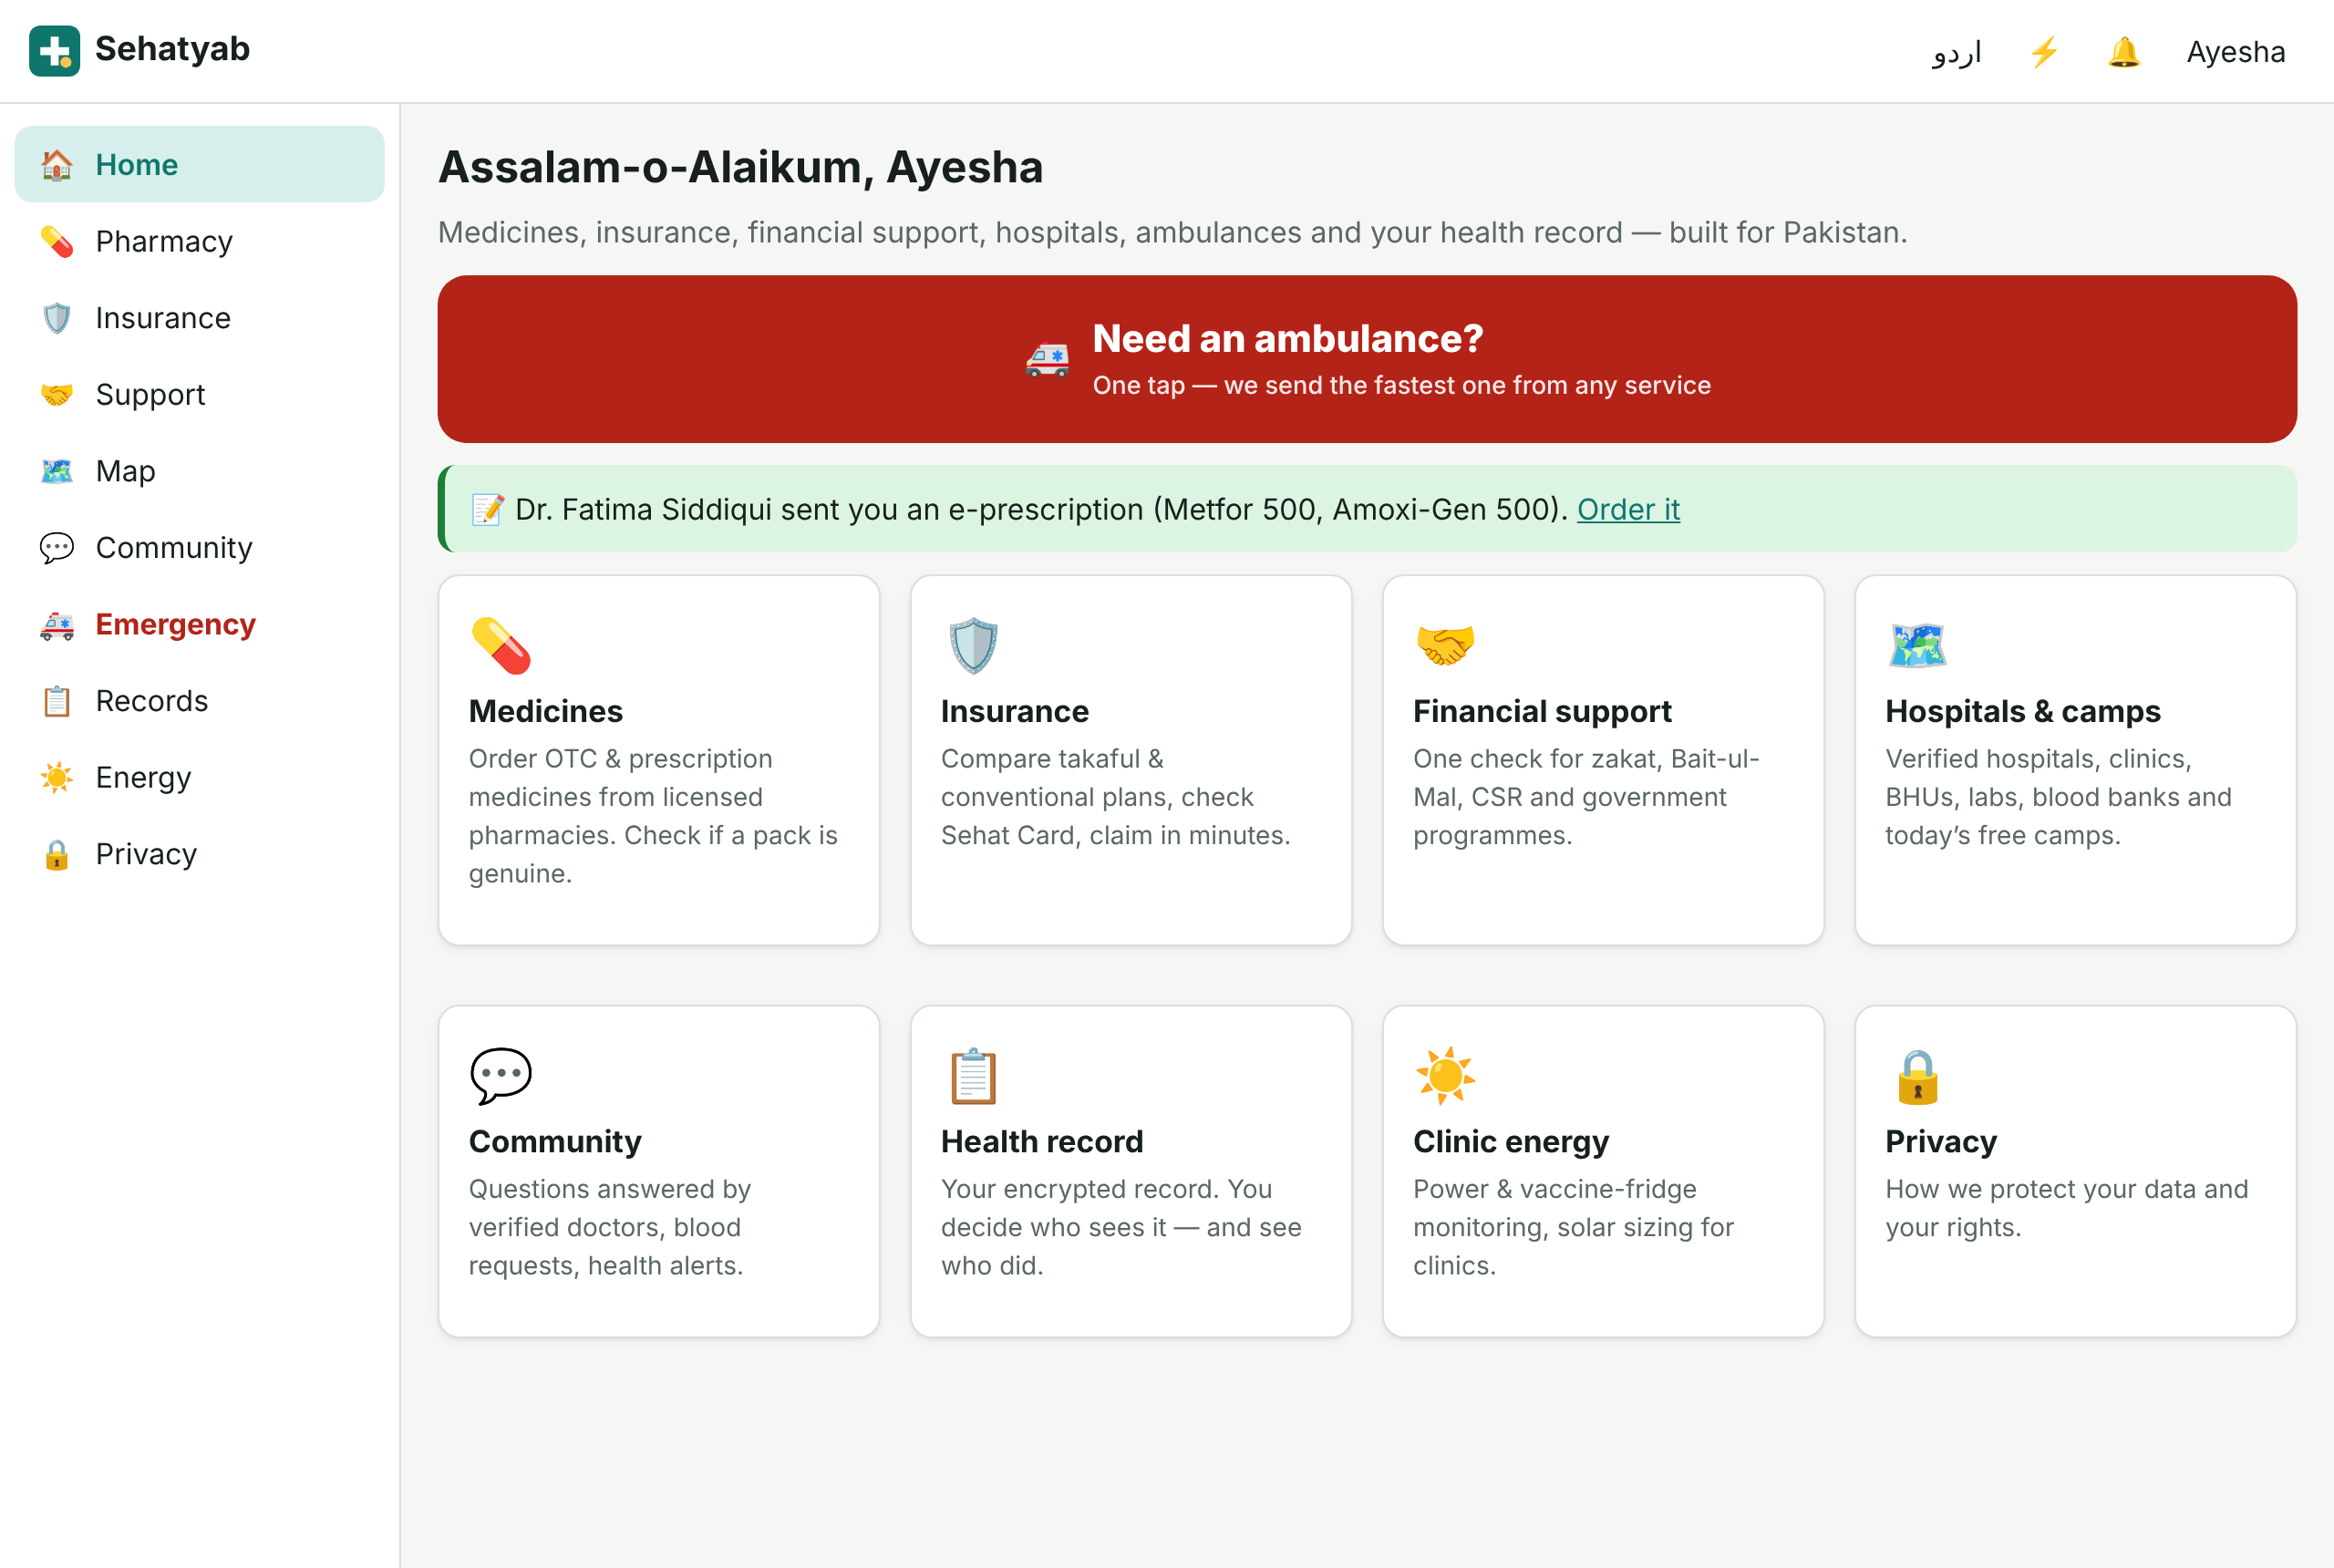 Sehatyab
اردو
Ayesha
Home
Pharmacy
Insurance
Support
Map
Community
Emergency
Records
Energy
Privacy
Assalam-o-Alaikum, Ayesha
Medicines, insurance, financial support, hospitals, ambulances and your health record — built for Pakistan.
Need an ambulance?
One tap — we send the fastest one from any service
Dr. Fatima Siddiqui sent you an e-prescription (Metfor 500, Amoxi-Gen 500). Order it
Medicines
Order OTC & prescription
medicines from licensed
pharmacies. Check if a pack is
genuine.
Insurance
Compare takaful &
conventional plans, check
Sehat Card, claim in minutes.
Financial support
One check for zakat, Bait-ul-
Mal, CSR and government
programmes.
Hospitals & camps
Verified hospitals, clinics,
BHUs, labs, blood banks and
today’s free camps.
Community
Questions answered by
verified doctors, blood
requests, health alerts.
Health record
Your encrypted record. You
decide who sees it — and see
who did.
Clinic energy
Power & vaccine-fridge
monitoring, solar sizing for
clinics.
Privacy
How we protect your data and
your rights.